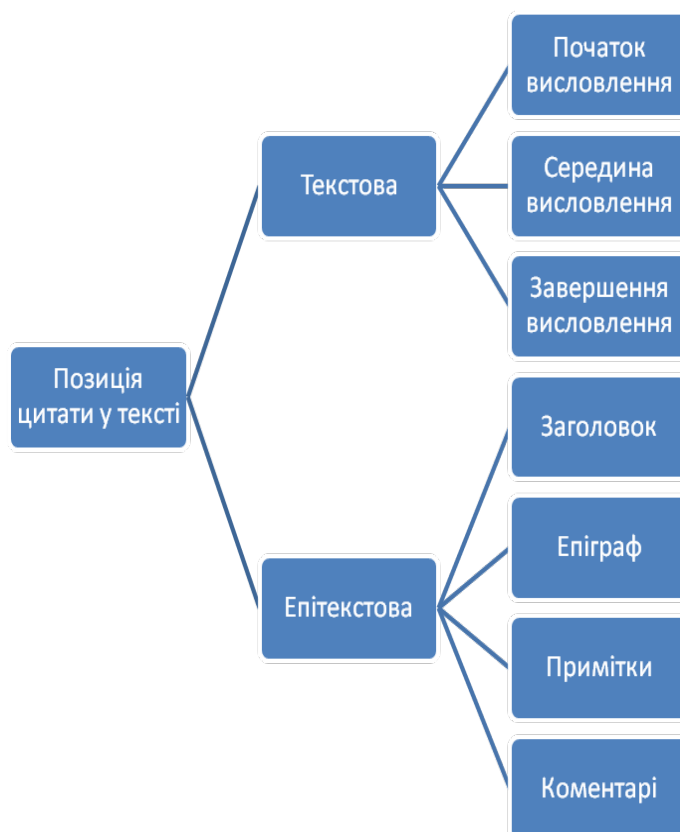 Позиція
цитати у тексті
Текстова
Початок
висловлення
Середина
висловлення
Завершення
висловлення
Епітекстова
Заголовок
Епіграф
Примітки
Коментарі